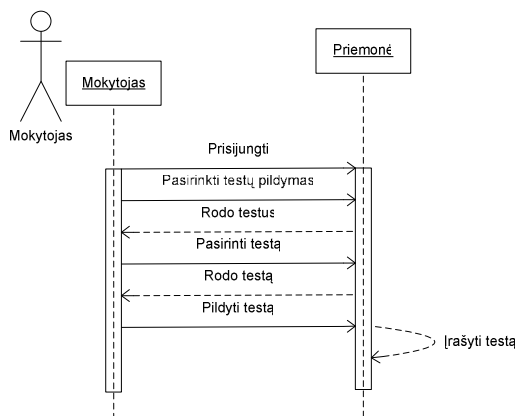 Priemonė
Mokytojas
Mokytojas
Prisijungti
Pasirinkti testų pildymas
Rodo testus
Pasirinti testą
Rodo testą
Pildyti testą
Įrašyti testą